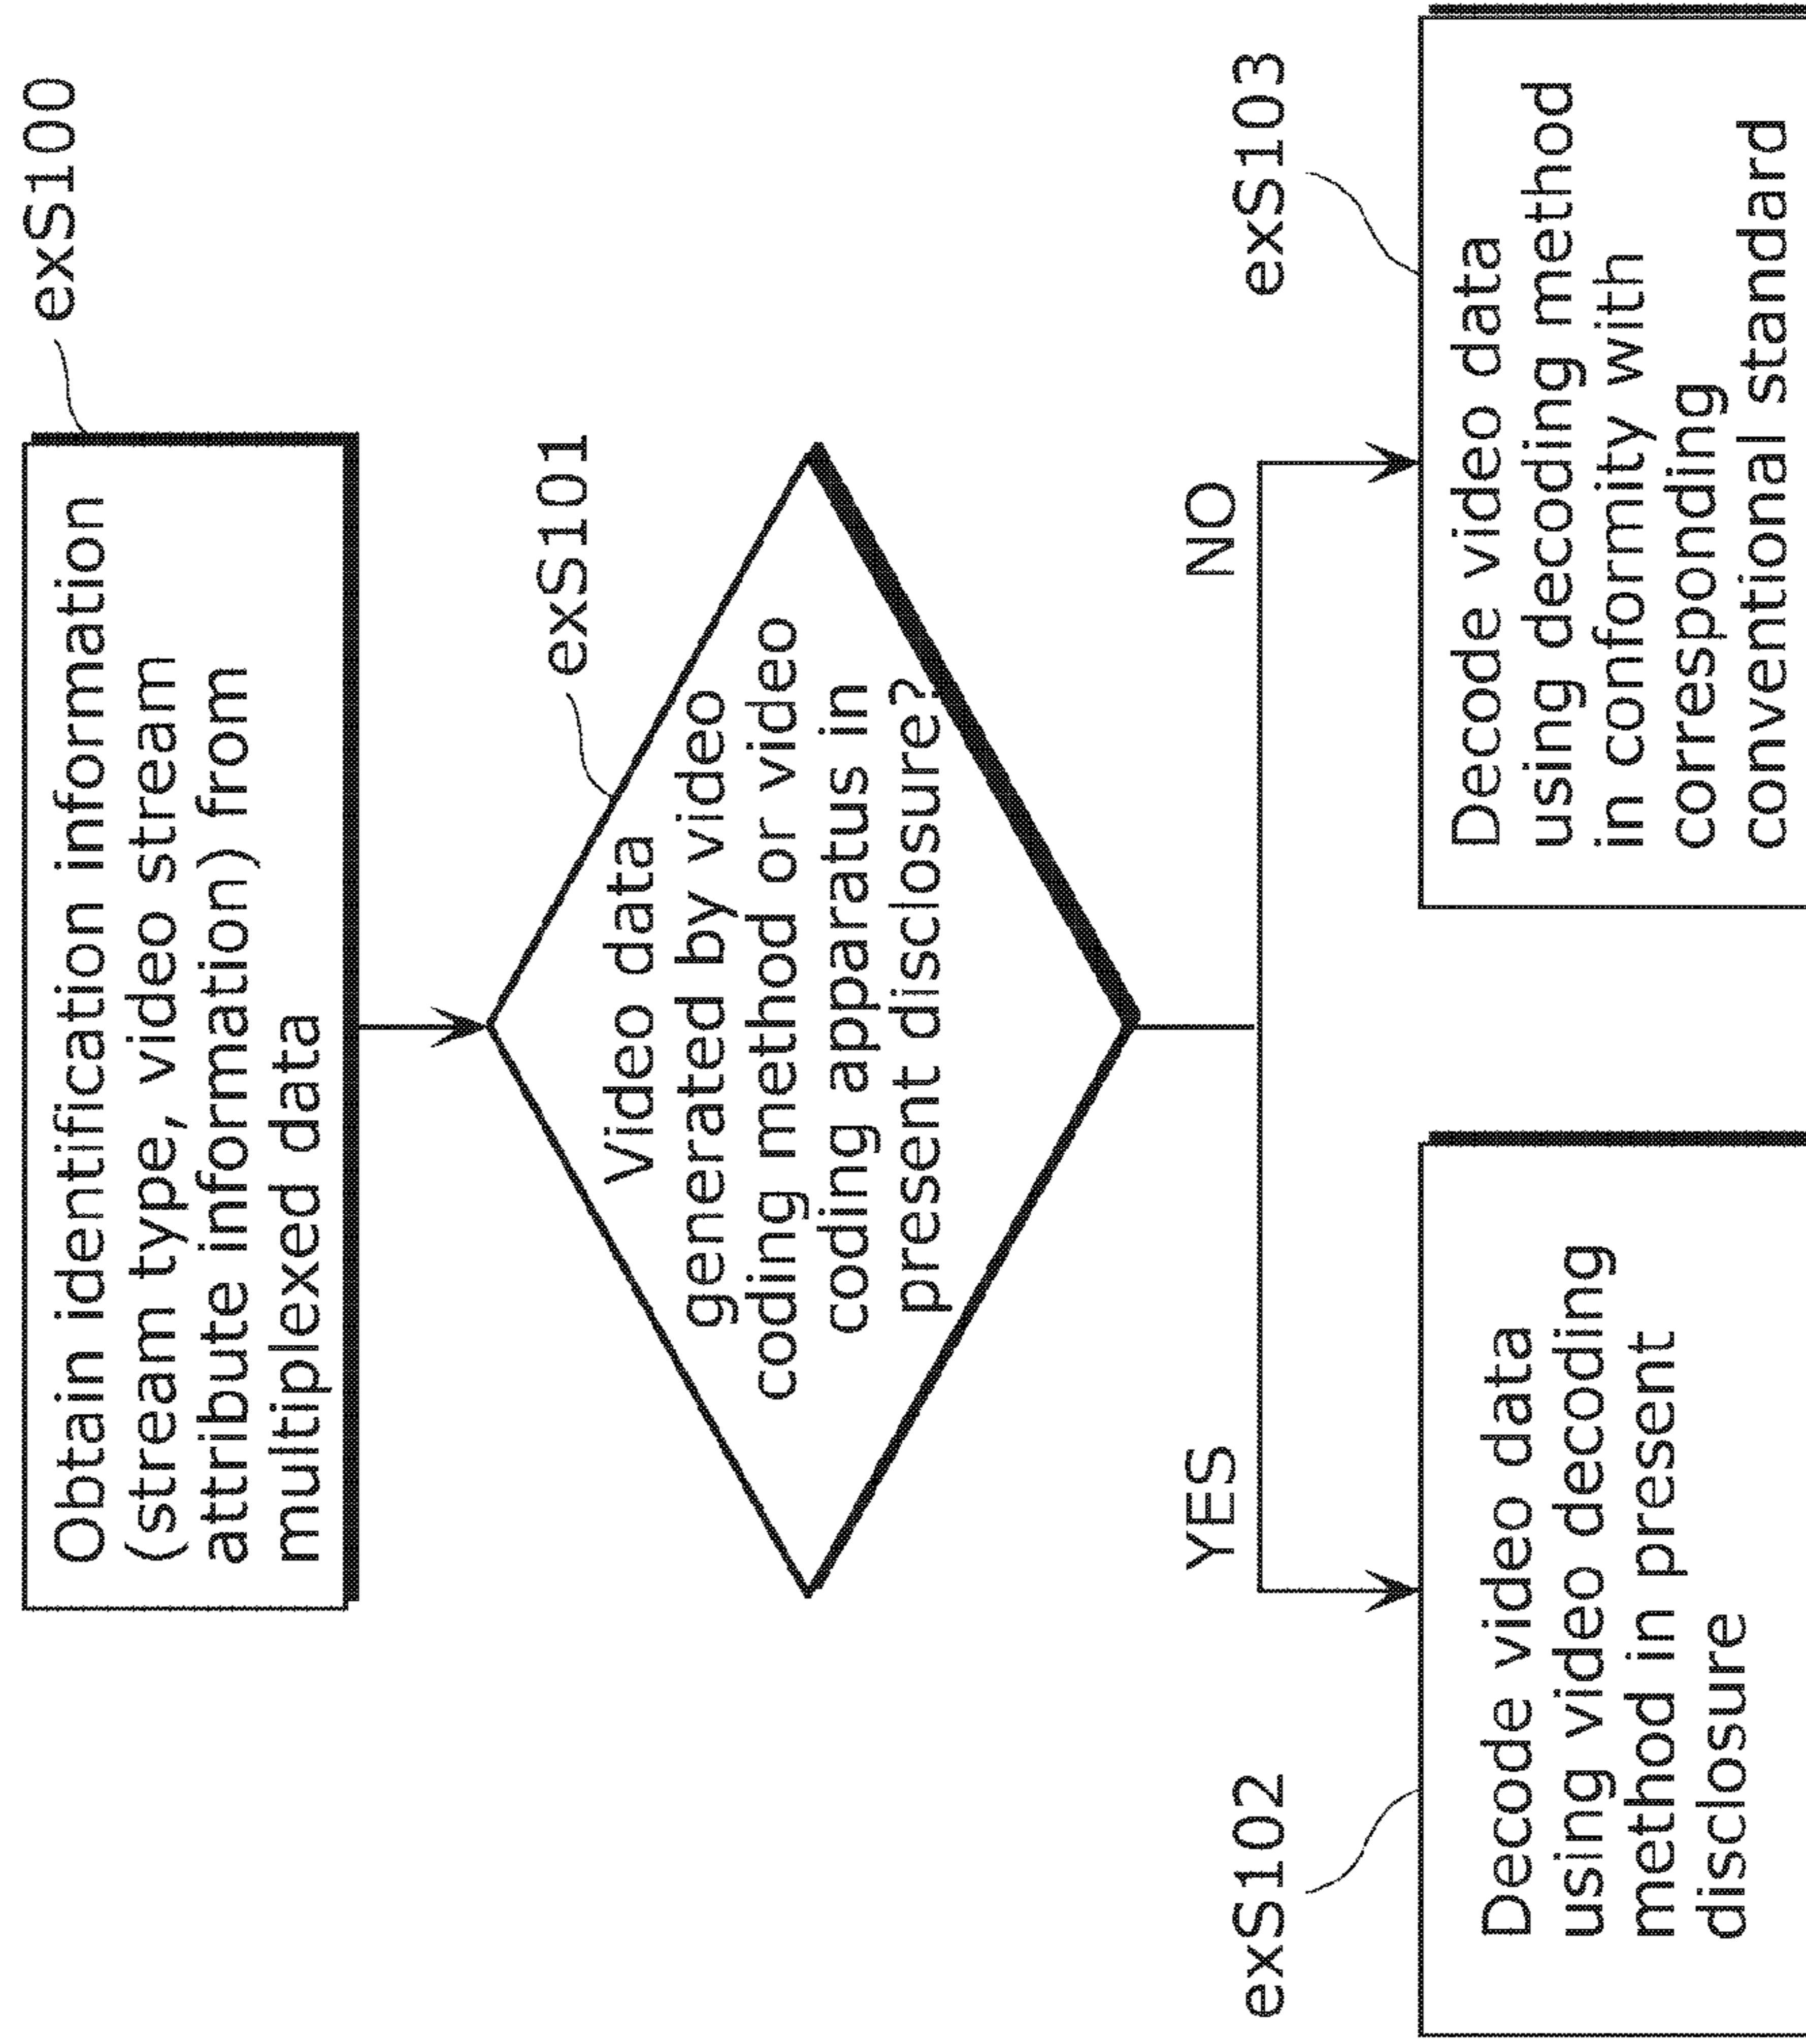 exS100
Obtain identification information
(stream type, video stream
attribute information) from
multiplexed data
exS101
Video data
generated by video
coding method or video
coding apparatus in
present disclosure?
YES
NO
exS102
exS103
Decode video data
using video decoding
method in present
disclosure
Decode video data
using decoding method
in conformity with
corresponding
conventional standard